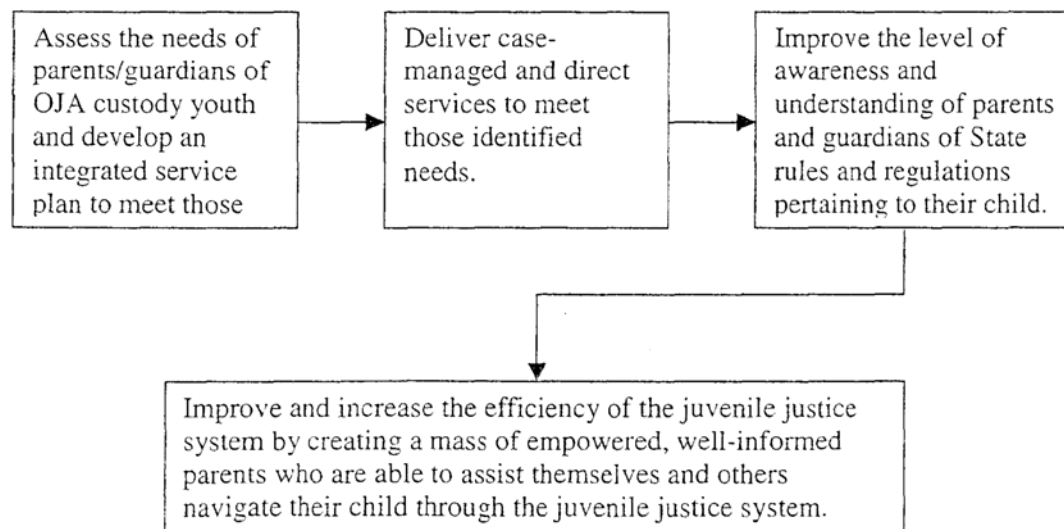 Assess the needs of
parents/guardians of
OJA custody youth
and develop an
integrated service
plan to meet those
Deliver case-
managed and direct
services to meet
those identified
needs.
Improve the level of
awareness and
understanding of parents
and guardians of State
rules and regulations
pertaining to their child.
Improve and increase the efficiency of the juvenile justice
system by creating a mass of empowered, well-informed
parents who are able to assist themselves and others
navigate their child through the juvenile justice system.